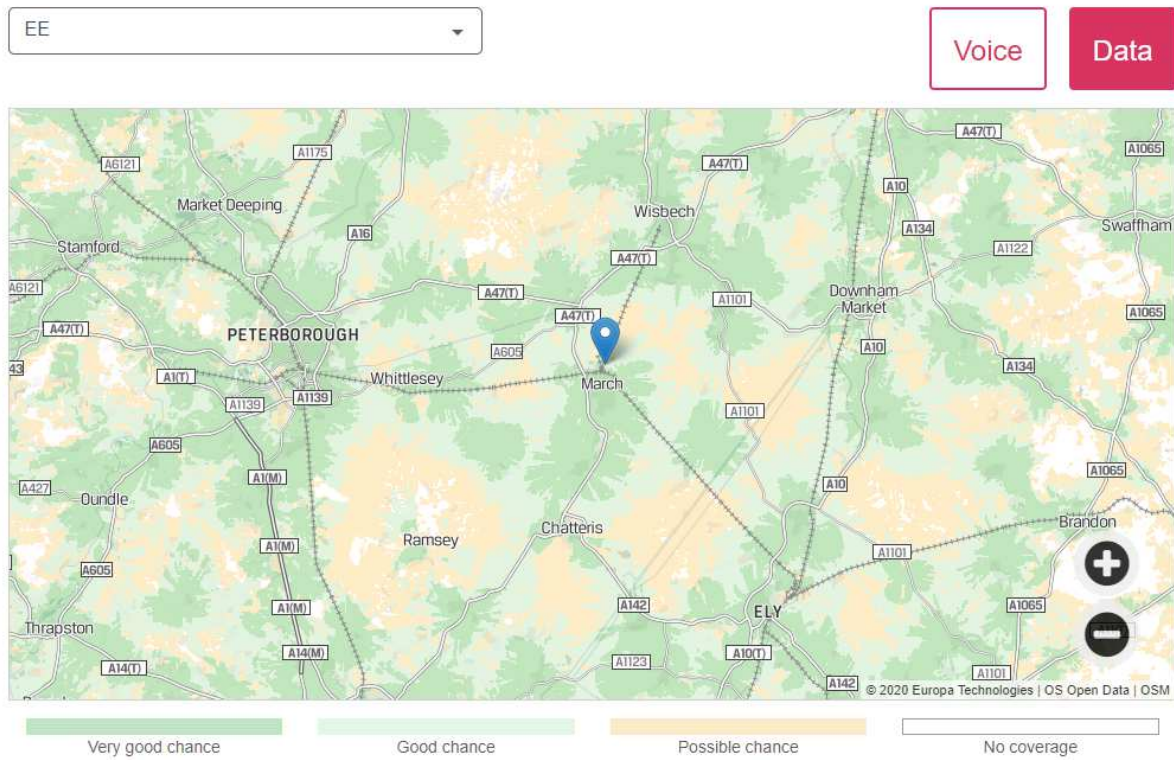 EE
Voice
Data
A47(T)
A6121
A1175
A47(T)
A1065
Market Deeping
A10
Wisbech
A16
A134
Swaffham
Stamford
A1122
A47(T)
A6121
A47(T)
A1101
Downham
Market
A47(T)
A1065
A47(T)
PETERBOROUGH
43
A605
A10
A134
A1(T)
Whittlesey
March
A1139
A1139
A1101
A605
A1065
A427
A1(M)
A10
Oundle
Brandon
Chatteris
Ramsey
A1(M)
A1101
A605
A1(M)
A142
ELY
A1065
Thrapston
A14(M)
A10(T)
A14(T)
A1123
A1101
A142
© 2020 Europa Technologies | OS Open Data | OSM
Very good chance
Good chance
Possible chance
No coverage